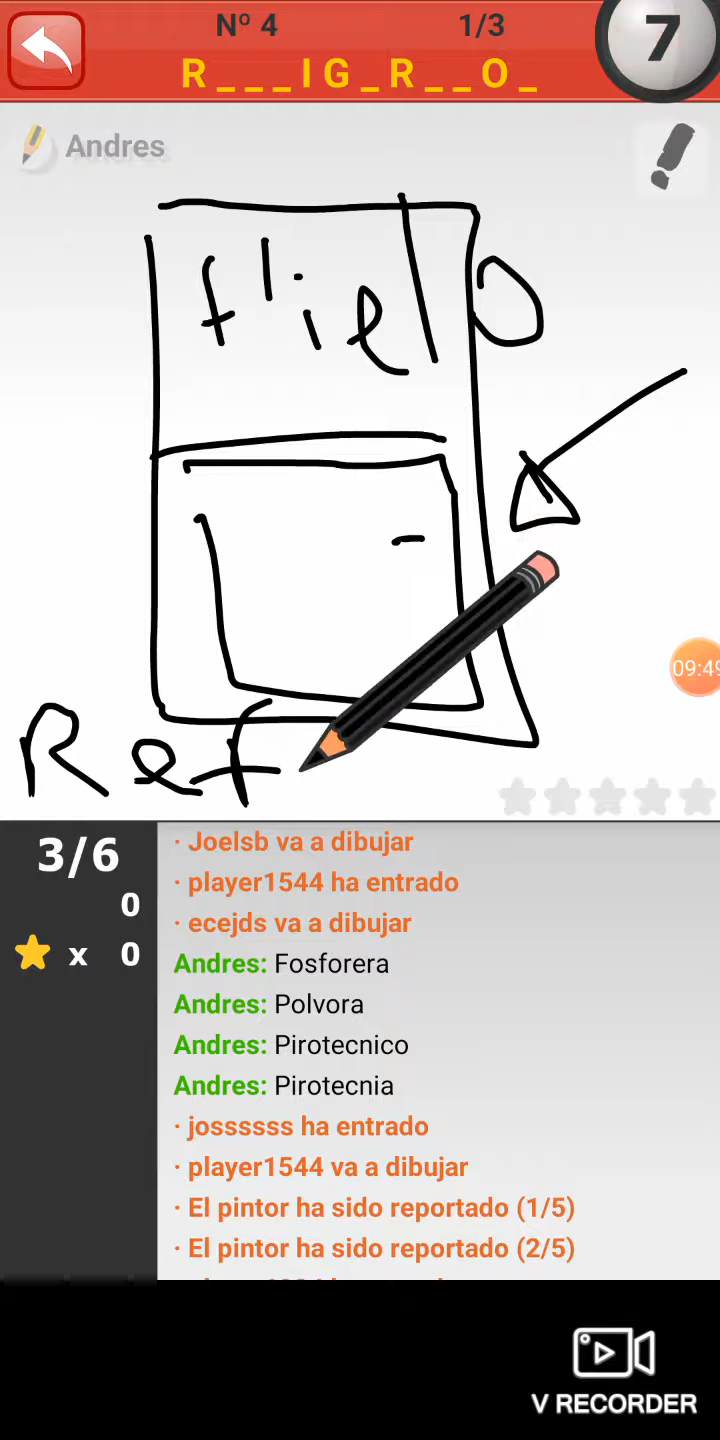 Nº 4 1/3 7
R _ _ _ I G _ R _ _ O _
Andres
f'ielo
Ref
09:49
3/6
0
x 0
· Joelsb va a dibujar
· player1544 ha entrado
· ecejds va a dibujar
Andres: Fosforera
Andres: Polvora
Andres: Pirotecnico
Andres: Pirotecnia
· jossssss ha entrado
· player1544 va a dibujar
· El pintor ha sido reportado (1/5)
· El pintor ha sido reportado (2/5)
V RECORDER